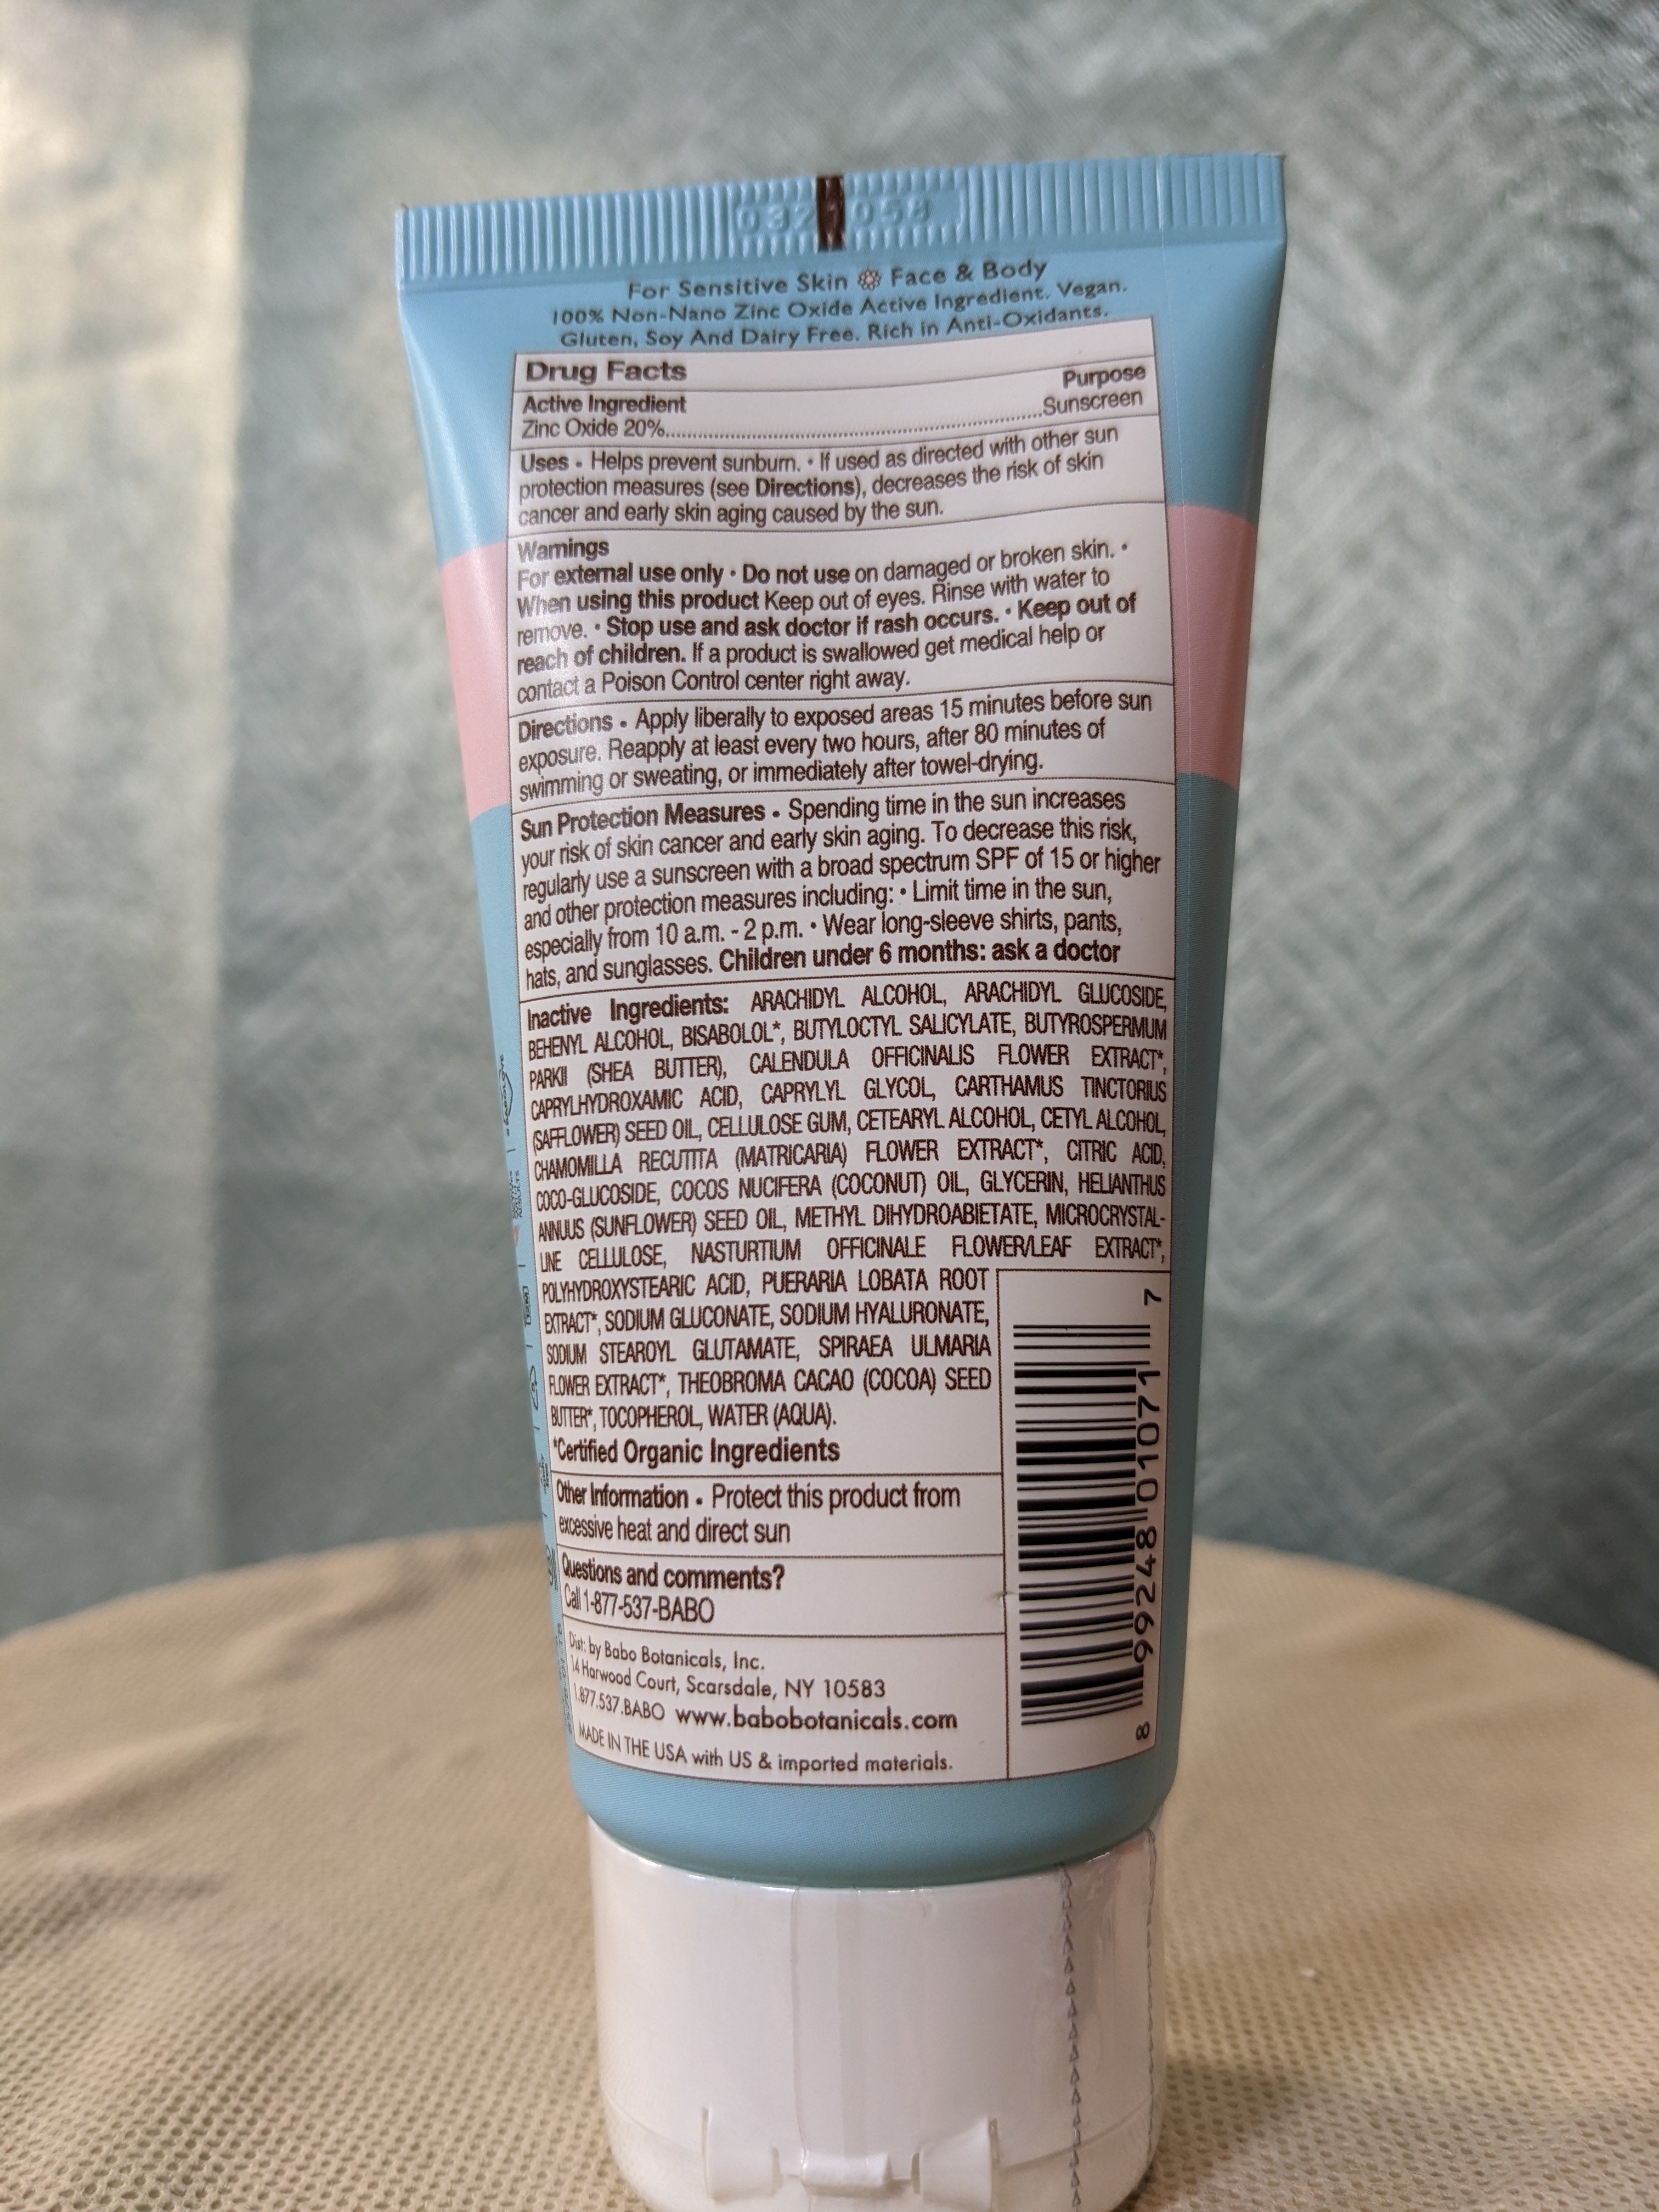 032 058
For Sensitive Skin Face & Body
100% Non-Nano Zinc Oxide Active Ingredient. Vegan.
Gluten, Soy And Dairy Free. Rich in Anti-Oxidants.
Drug Facts
Active Ingredient Purpose
Zinc Oxide 20%..........Sunscreen
Uses • Helps prevent sunburn. • If used as directed with other sun
protection measures (see Directions), decreases the risk of skin
cancer and early skin aging caused by the sun.
Warnings
For external use only • Do not use on damaged or broken skin. •
When using this product Keep out of eyes. Rinse with water to
remove. • Stop use and ask doctor if rash occurs. • Keep out of
reach of children. If a product is swallowed get medical help or
contact a Poison Control center right away.
Directions • Apply liberally to exposed areas 15 minutes before sun
exposure. Reapply at least every two hours, after 80 minutes of
swimming or sweating, or immediately after towel-drying.
Sun Protection Measures • Spending time in the sun increases
your risk of skin cancer and early skin aging. To decrease this risk,
regularly use a sunscreen with a broad spectrum SPF of 15 or higher
and other protection measures including: • Limit time in the sun,
especially from 10 a.m. - 2 p.m. • Wear long-sleeve shirts, pants,
hats, and sunglasses. Children under 6 months: ask a doctor
Inactive Ingredients: ARACHIDYL ALCOHOL, ARACHIDYL GLUCOSIDE,
BEHENYL ALCOHOL, BISABOLOL*, BUTYLOCTYL SALICYLATE, BUTYROSPERMUM
PARKII (SHEA BUTTER), CALENDULA OFFICINALIS FLOWER EXTRACT*,
CAPRYLHYDROXAMIC ACID, CAPRYLYL GLYCOL, CARTHAMUS TINCTORIUS
(SAFFLOWER) SEED OIL, CELLULOSE GUM, CETEARYL ALCOHOL, CETYL ALCOHOL,
CHAMOMILLA RECUTITA (MATRICARIA) FLOWER EXTRACT*, CITRIC ACID,
COCO-GLUCOSIDE, COCOS NUCIFERA (COCONUT) OIL, GLYCERIN, HELIANTHUS
ANNUUS (SUNFLOWER) SEED OIL, METHYL DIHYDROABIETATE, MICROCRYSTAL-
LINE CELLULOSE, NASTURTIUM OFFICINALE FLOWER/LEAF EXTRACT*,
POLYHYDROXYSTEARIC ACID, PUERARIA LOBATA ROOT
EXTRACT*, SODIUM GLUCONATE, SODIUM HYALURONATE,
SODIUM STEAROYL GLUTAMATE, SPIRAEA ULMARIA
FLOWER EXTRACT*, THEOBROMA CACAO (COCOA) SEED
BUTTER*, TOCOPHEROL, WATER (AQUA).
*Certified Organic Ingredients
Other Information • Protect this product from
excessive heat and direct sun
Questions and comments?
Call 1-877-537-BABO
Dist: by Babo Botanicals, Inc.
14 Harwood Court, Scarsdale, NY 10583
1.877.537.BABO www.babobotanicals.com
MADE IN THE USA with US & imported materials.
8 99248 01071 7